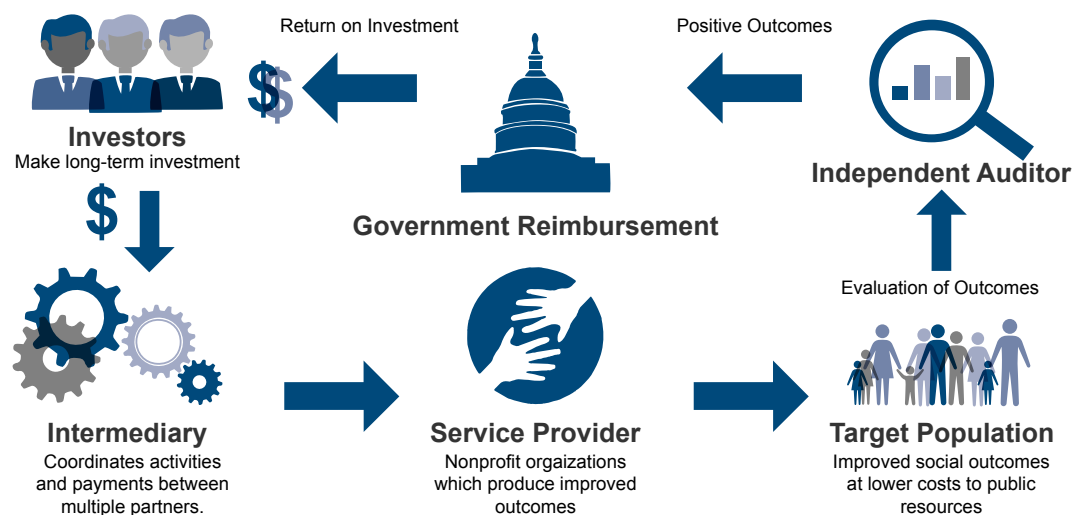 Return on Investment
Positive Outcomes
$
$
Investors
Make long-term investment
Independent Auditor
$
Government Reimbursement
Evaluation of Outcomes
Intermediary
Coordinates activities
and payments between
multiple partners.
Service Provider
Nonprofit orgaizations
which produce improved
outcomes
Target Population
Improved social outcomes
at lower costs to public
resources